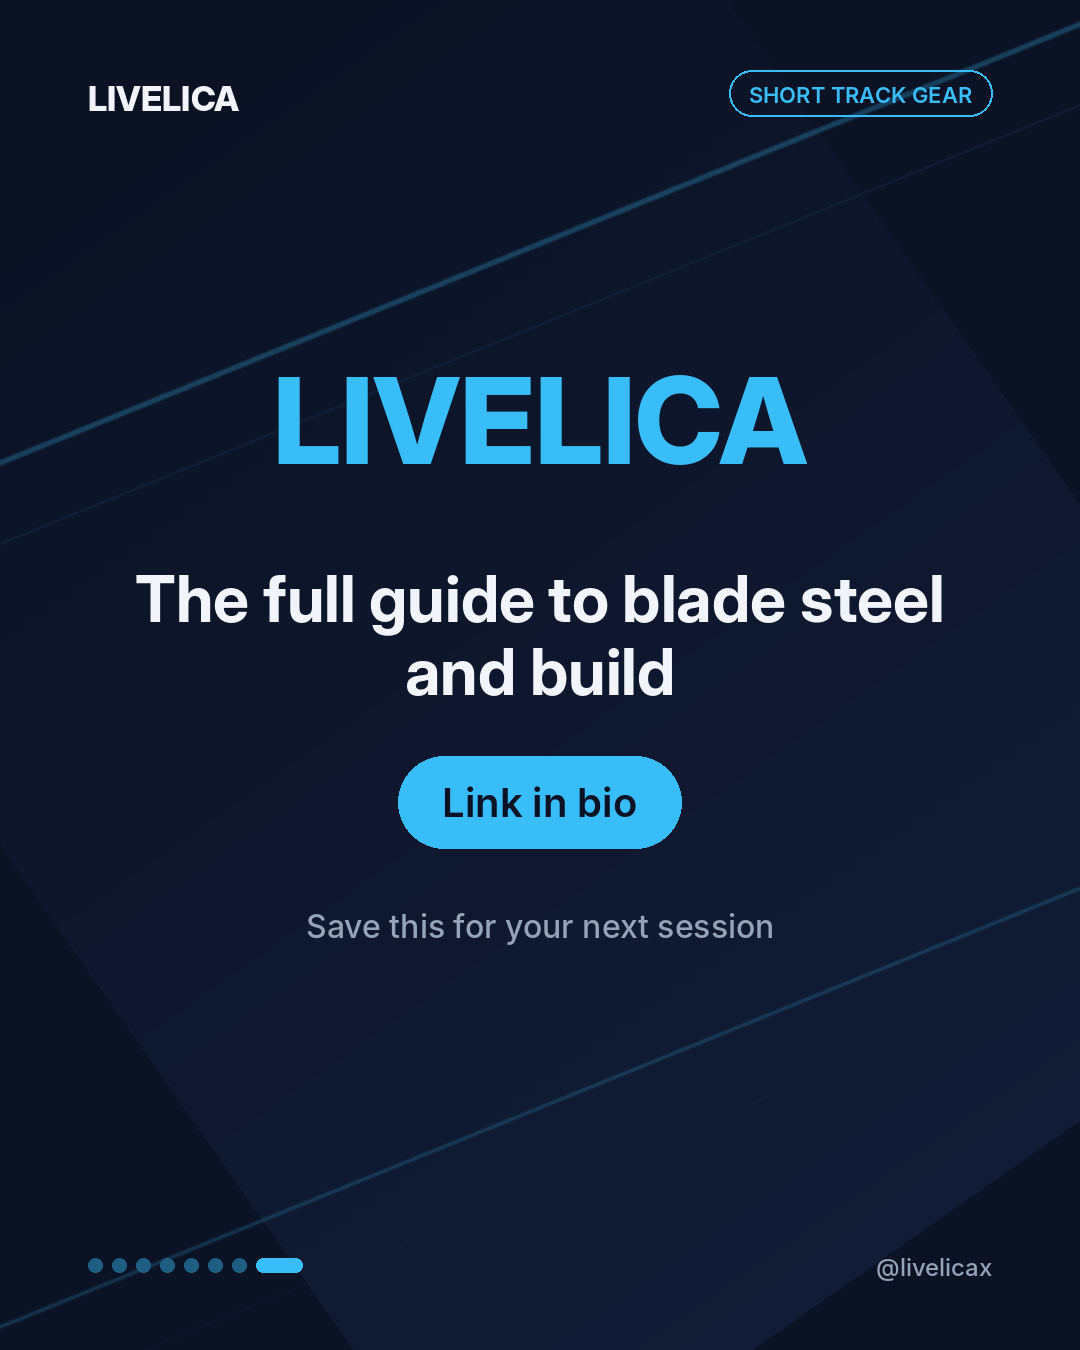 LIVELICA
SHORT TRACK GEAR
LIVELICA
The full guide to blade steel
and build
Link in bio
Save this for your next session
@livelicax